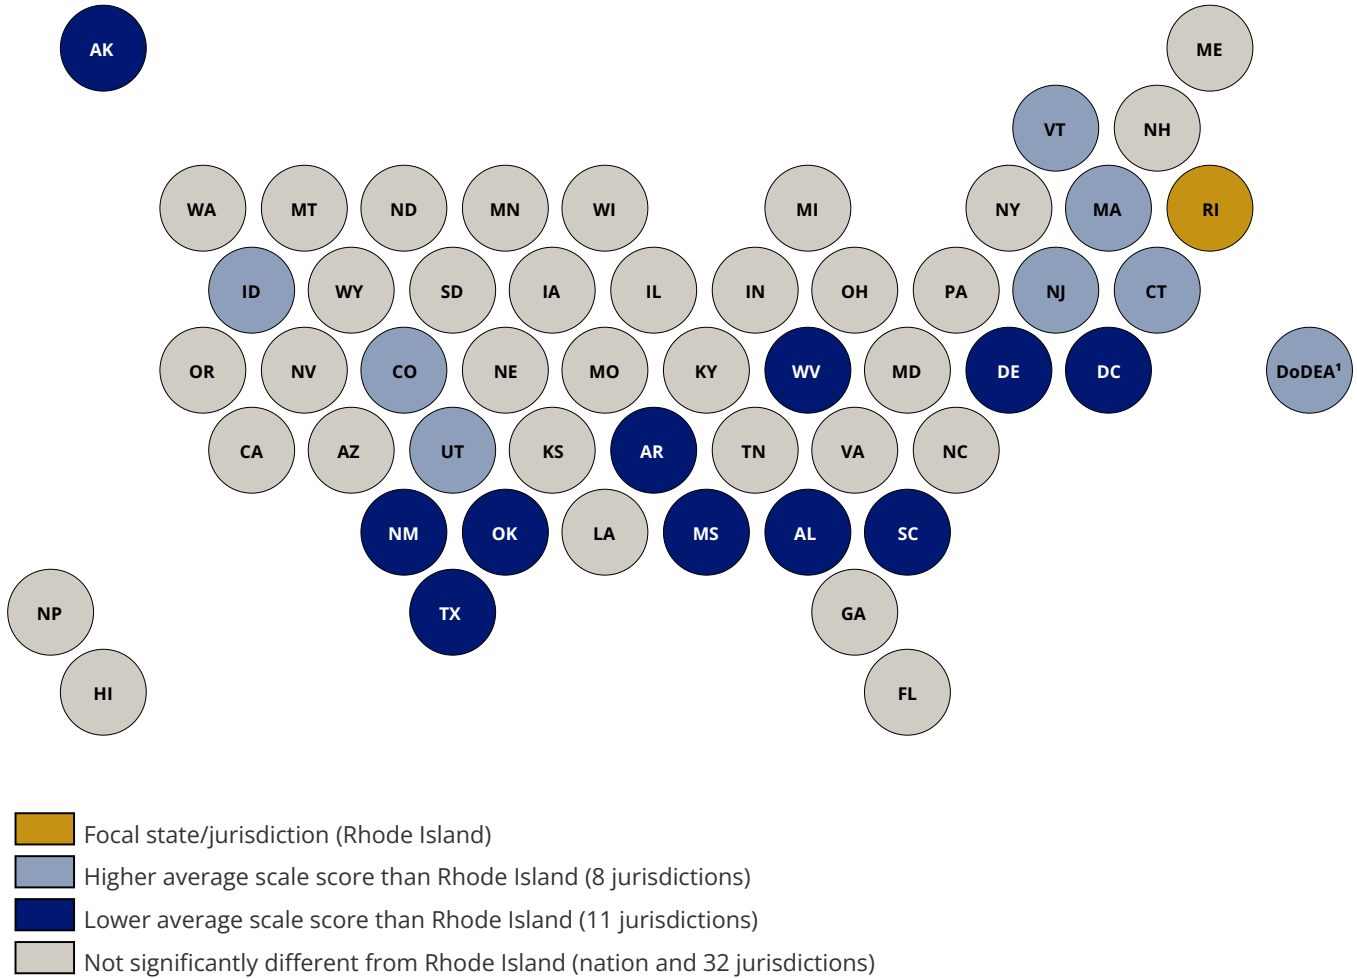 AK
ME
VT
NH
WA
MT
ND
MN
WI
MI
NY
MA
RI
ID
WY
SD
IA
IL
IN
OH
PA
NJ
CT
OR
NV
CO
NE
MO
KY
WV
MD
DE
DC
DoDEA¹
CA
AZ
UT
KS
AR
TN
VA
NC
NM
OK
LA
MS
AL
SC
NP
TX
GA
HI
FL
Focal state/jurisdiction (Rhode Island)
Higher average scale score than Rhode Island (8 jurisdictions)
Lower average scale score than Rhode Island (11 jurisdictions)
Not significantly different from Rhode Island (nation and 32 jurisdictions)